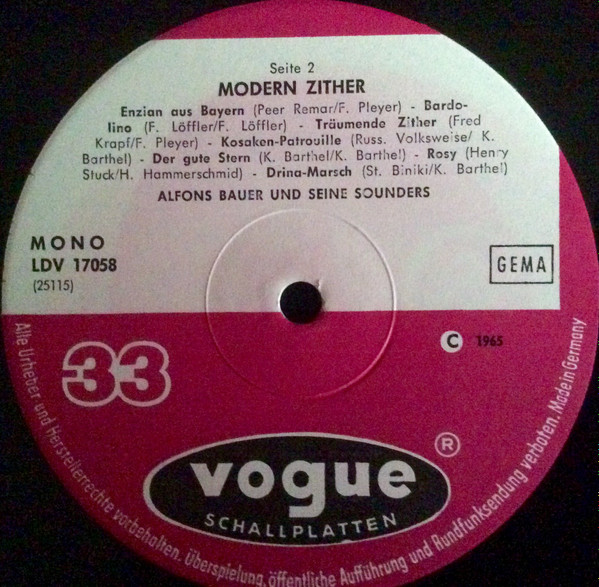 Seite 2
MODERN ZITHER
Enzian aus Bayern (Peer Remar/F. Pleyer) - Bardo-
lino (F. Löffler/F. Löffler) - Träumende Zither (Fred
Krapf/F. Pleyer) - Kosaken-Patrouille (Russ. Volksweise/ K.
Barthel) - Der gute Stern (K. Barthel/K. Barthel) - Rosy (Henry
Stuck/H. Hammerschmid) - Drina-Marsch (St. Biniki/K. Barthel)
ALFONS BAUER UND SEINE SOUNDERS
MONO
LDV 17058
(25115)
GEMA
33
C 1965
vogue ®
SCHALLPLATTEN
Alle Urheber und Herstellerrechte vorbehalten. Überspielung, öffentliche Aufführung und Rundfunksendung verboten. Made in Germany